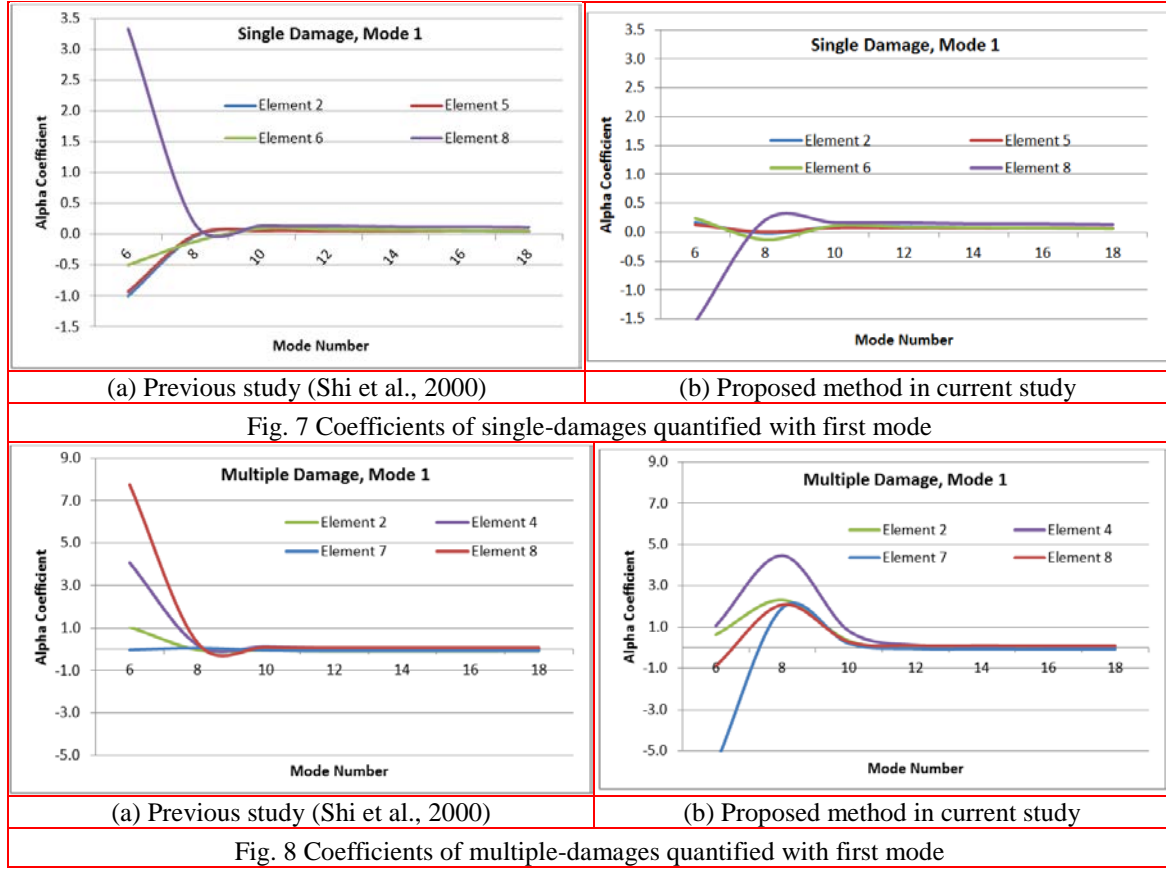 Single Damage, Mode 1
3.5
3.0
2.5
2.0
1.5
1.0
0.5
0.0
-0.5
-1.0
-1.5
Alpha Coefficient
Element 2
Element 5
Element 6
Element 8
6
8
10
12
14
16
18
Mode Number
(a) Previous study (Shi et al., 2000)
Single Damage, Mode 1
3.5
3.0
2.5
2.0
1.5
1.0
0.5
0.0
-0.5
-1.0
-1.5
Alpha Coefficient
Element 2
Element 5
Element 6
Element 8
6
8
10
12
14
16
18
Mode Number
(b) Proposed method in current study
Fig. 7 Coefficients of single-damages quantified with first mode
Multiple Damage, Mode 1
9.0
7.0
5.0
3.0
1.0
-1.0
-3.0
-5.0
Alpha Coefficient
Element 2
Element 4
Element 7
Element 8
6
8
10
12
14
16
18
Mode Number
(a) Previous study (Shi et al., 2000)
Multiple Damage, Mode 1
9.0
7.0
5.0
3.0
1.0
-1.0
-3.0
-5.0
Alpha Coefficient
Element 2
Element 4
Element 7
Element 8
6
8
10
12
14
16
18
Mode Number
(b) Proposed method in current study
Fig. 8 Coefficients of multiple-damages quantified with first mode